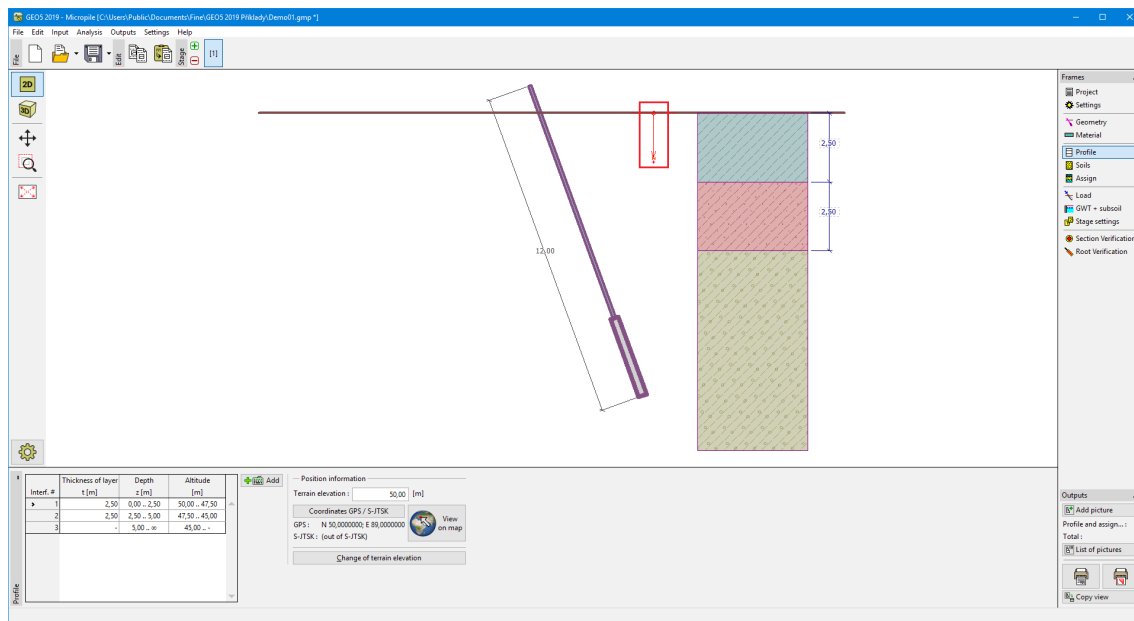 GEO5 2019 - Micropile [C:\Users\Public\Documents\Fine\GEO5 2019 Příklady\Demo01.gmp *]
File Edit Input Analysis Outputs Settings Help
File
Edit
Stage
[1]
2D
3D
12,00
2,50
2,50
Frames
Project
Settings
Geometry
Material
Profile
Soils
Assign
Load
GWT + subsoil
Stage settings
Section Verification
Root Verification
Profile
Interf. # Thickness of layer t [m] Depth z [m] Altitude [m]
1 2,50 0,00 .. 2,50 50,00 .. 47,50
2 2,50 2,50 .. 5,00 47,50 .. 45,00
3 - 5,00 .. ∞ 45,00 .. -
Add
Position information
Terrain elevation : 50,00 [m]
Coordinates GPS / S-JTSK
GPS : N 50,0000000; E 89,0000000
S-JTSK : (out of S-JTSK)
View on map
Change of terrain elevation
Outputs
Add picture
Profile and assign... :
Total :
List of pictures
Copy view